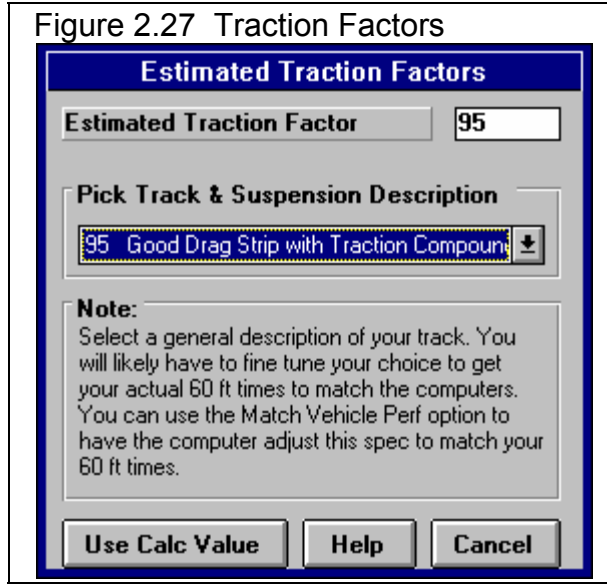 Figure 2.27 Traction Factors
Estimated Traction Factors
Estimated Traction Factor 95
Pick Track & Suspension Description
95 Good Drag Strip with Traction Compoun
Note:
Select a general description of your track. You
will likely have to fine tune your choice to get
your actual 60 ft times to match the computers.
You can use the Match Vehicle Perf option to
have the computer adjust this spec to match your
60 ft times.
Use Calc Value Help Cancel